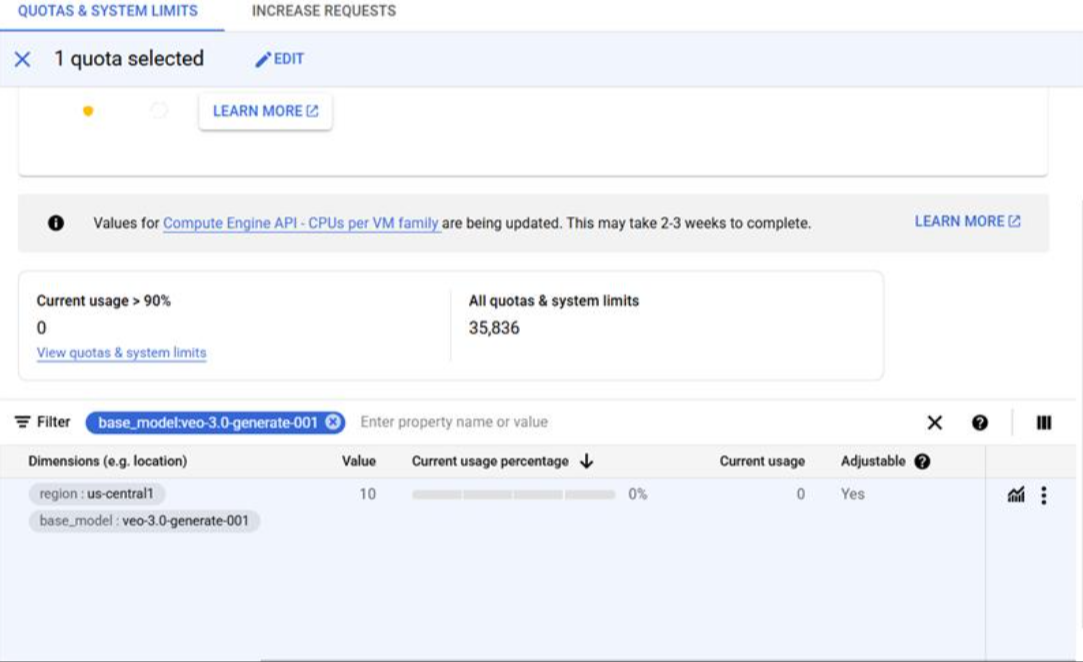 QUOTAS & SYSTEM LIMITS INCREASE REQUESTS
1 quota selected EDIT
LEARN MORE
Values for Compute Engine API - CPUs per VM family are being updated. This may take 2-3 weeks to complete. LEARN MORE
Current usage > 90% All quotas & system limits
0 35,836
View quotas & system limits
Filter base_model:veo-3.0-generate-001 Enter property name or value
Dimensions (e.g. location) Value Current usage percentage Current usage Adjustable
region : us-central1 10 0% 0 Yes
base_model : veo-3.0-generate-001